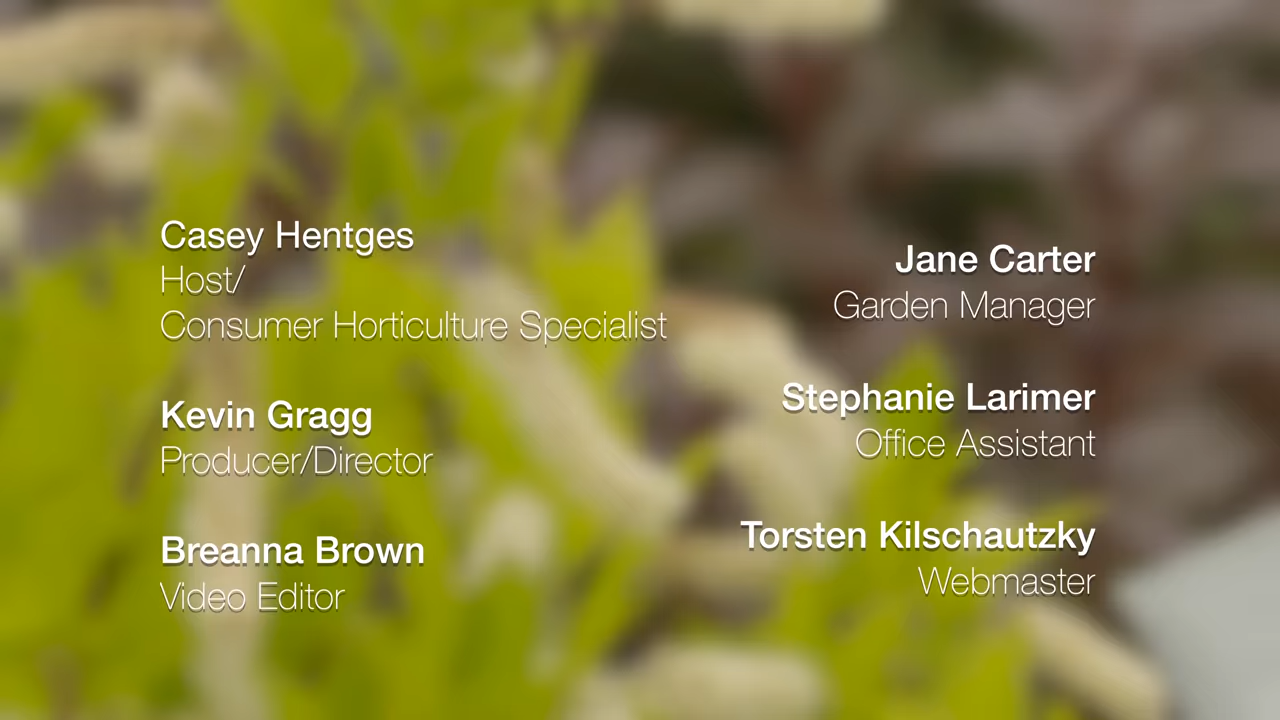 Casey Hentges
Host/
Consumer Horticulture Specialist
Kevin Gragg
Producer/Director
Breanna Brown
Video Editor
Jane Carter
Garden Manager
Stephanie Larimer
Office Assistant
Torsten Kilschautzky
Webmaster